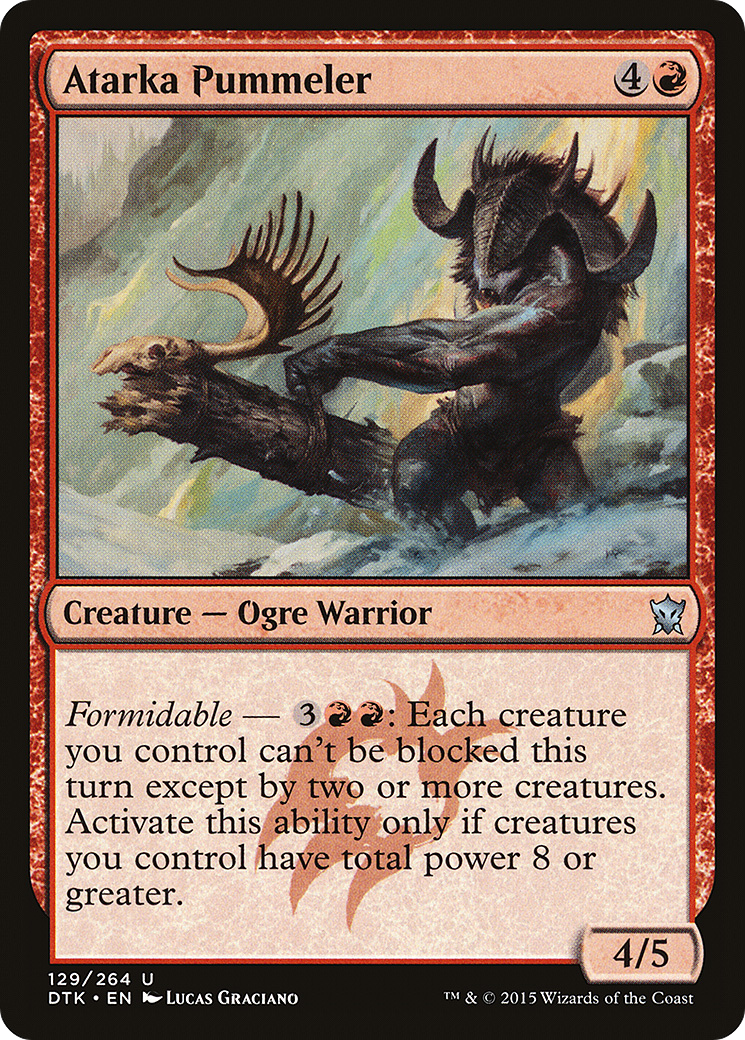 Atarka Pummeler 4
Creature — Ogre Warrior
Formidable — 3: Each creature
you control can't be blocked this
turn except by two or more creatures.
Activate this ability only if creatures
you control have total power 8 or
greater.
4/5
129/264 U
DTK • EN Lucas Graciano
™ & © 2015 Wizards of the Coast